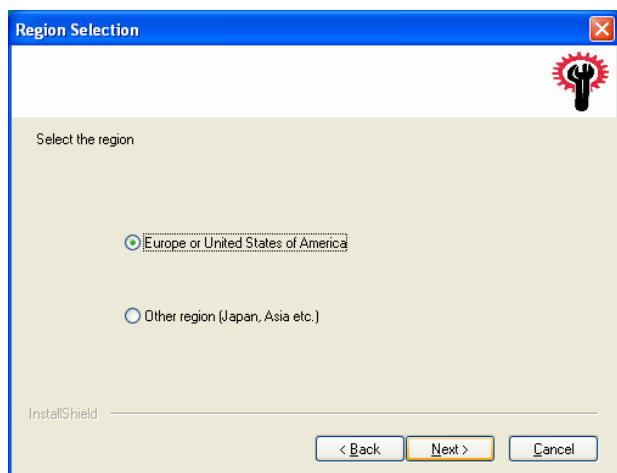 Region Selection
Select the region
Europe or United States of America
Other region (Japan, Asia etc.)
InstallShield
< Back
Next >
Cancel